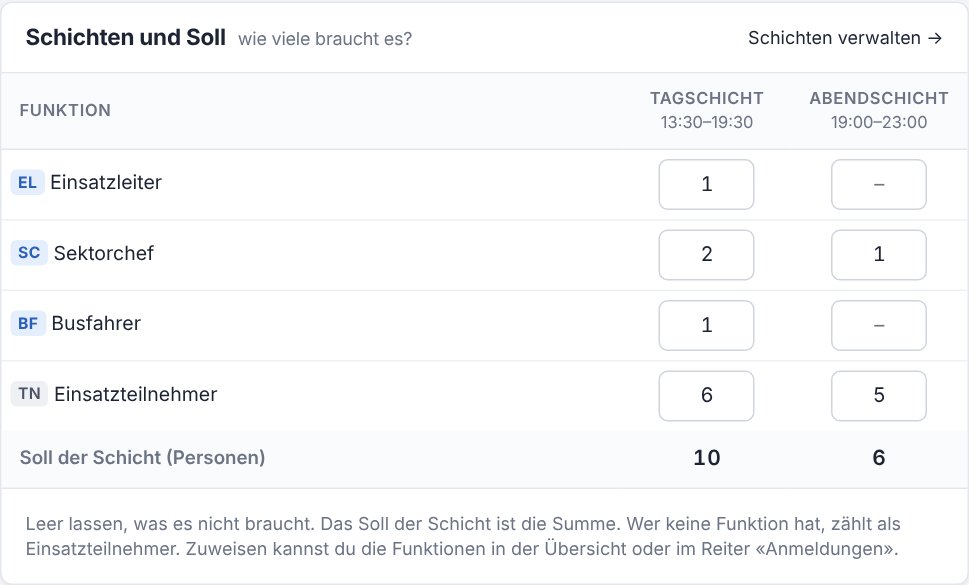 Schichten und Soll wie viele braucht es? Schichten verwalten →
FUNKTION TAGSCHICHT ABENDSCHICHT
13:30–19:30 19:00–23:00
EL Einsatzleiter 1 –
SC Sektorchef 2 1
BF Busfahrer 1 –
TN Einsatzteilnehmer 6 5
Soll der Schicht (Personen) 10 6
Leer lassen, was es nicht braucht. Das Soll der Schicht ist die Summe. Wer keine Funktion hat, zählt als
Einsatzteilnehmer. Zuweisen kannst du die Funktionen in der Übersicht oder im Reiter «Anmeldungen».